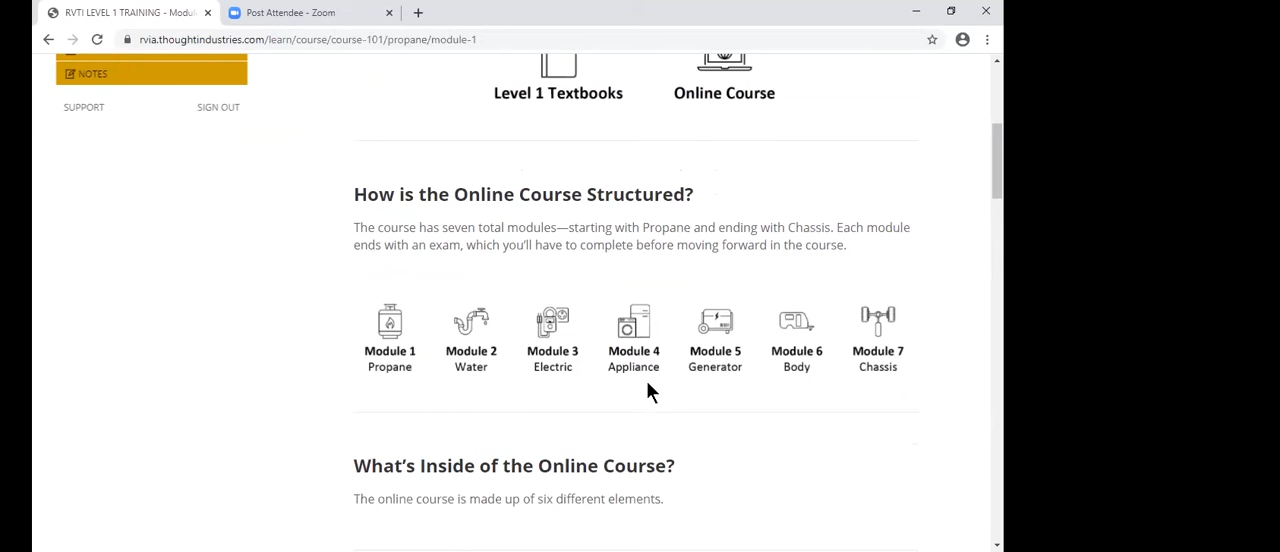 RVTI LEVEL 1 TRAINING - Modul
Post Attendee - Zoom
rvia.thoughtindustries.com/learn/course/course-101/propane/module-1
NOTES
SUPPORT
SIGN OUT
Level 1 Textbooks
Online Course
How is the Online Course Structured?
The course has seven total modules—starting with Propane and ending with Chassis. Each module
ends with an exam, which you'll have to complete before moving forward in the course.
Module 1
Propane
Module 2
Water
Module 3
Electric
Module 4
Appliance
Module 5
Generator
Module 6
Body
Module 7
Chassis
What's Inside of the Online Course?
The online course is made up of six different elements.